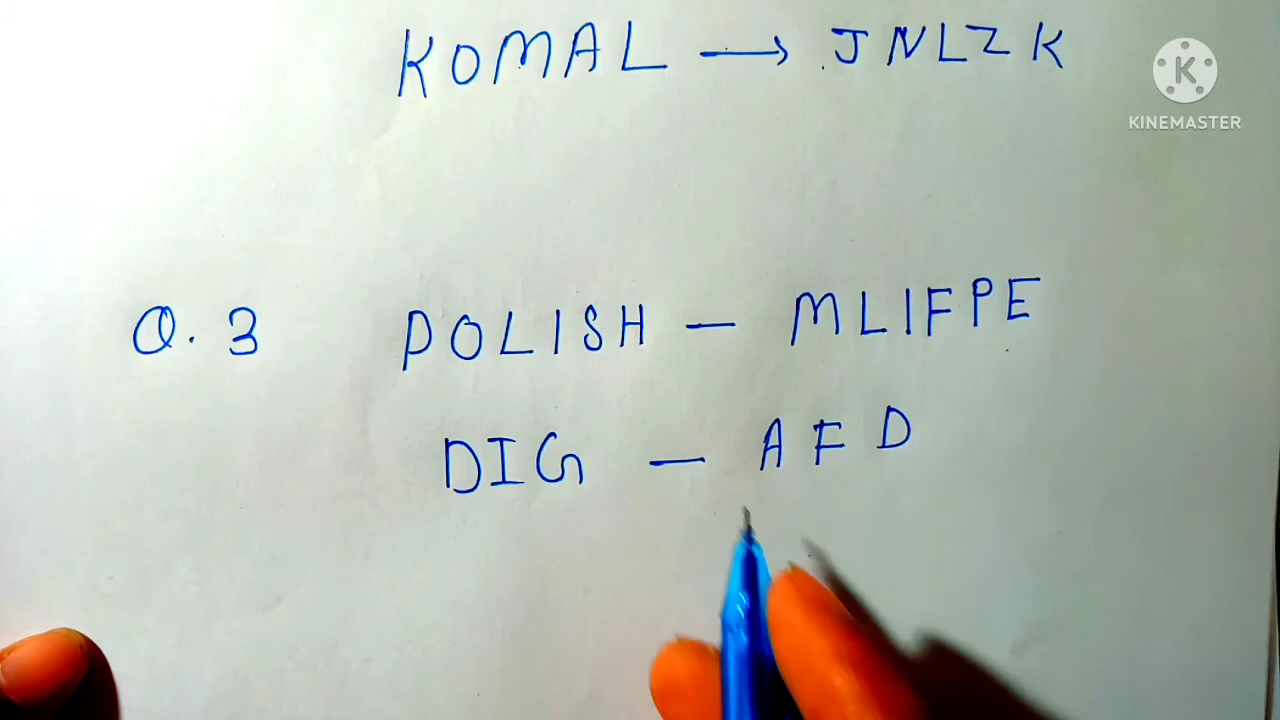 KOMAL → JNLZK
KINEMASTER
Q. 3 POLISH – MLIFPE
DIG – AFD